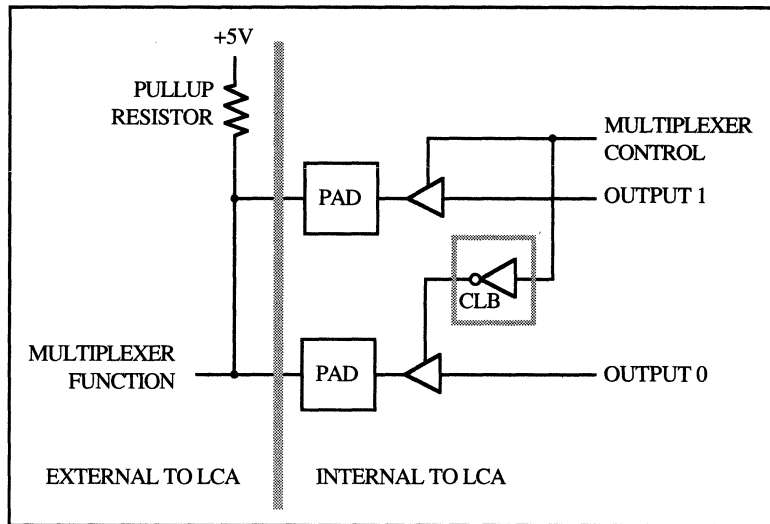 +5V
PULLUP
RESISTOR
MULTIPLEXER
CONTROL
PAD
OUTPUT 1
CLB
MULTIPLEXER
FUNCTION
PAD
OUTPUT 0
EXTERNAL TO LCA
INTERNAL TO LCA